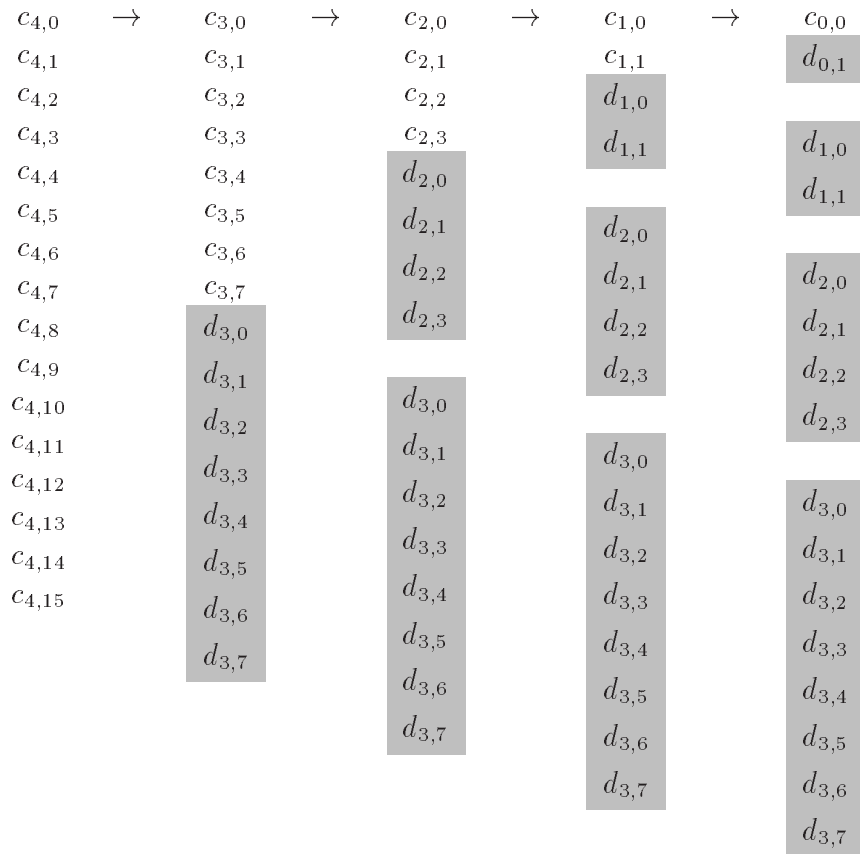 c4,0 → c3,0 → c2,0 → c1,0 → c0,0
c4,1
c4,2
c4,3
c4,4
c4,5
c4,6
c4,7
c4,8
c4,9
c4,10
c4,11
c4,12
c4,13
c4,14
c4,15
c3,1
c3,2
c3,3
c3,4
c3,5
c3,6
c3,7
d3,0
d3,1
d3,2
d3,3
d3,4
d3,5
d3,6
d3,7
c2,1
c2,2
c2,3
d2,0
d2,1
d2,2
d2,3
d3,0
d3,1
d3,2
d3,3
d3,4
d3,5
d3,6
d3,7
c1,1
d1,0
d1,1
d2,0
d2,1
d2,2
d2,3
d3,0
d3,1
d3,2
d3,3
d3,4
d3,5
d3,6
d3,7
d0,1
d1,0
d1,1
d2,0
d2,1
d2,2
d2,3
d3,0
d3,1
d3,2
d3,3
d3,4
d3,5
d3,6
d3,7